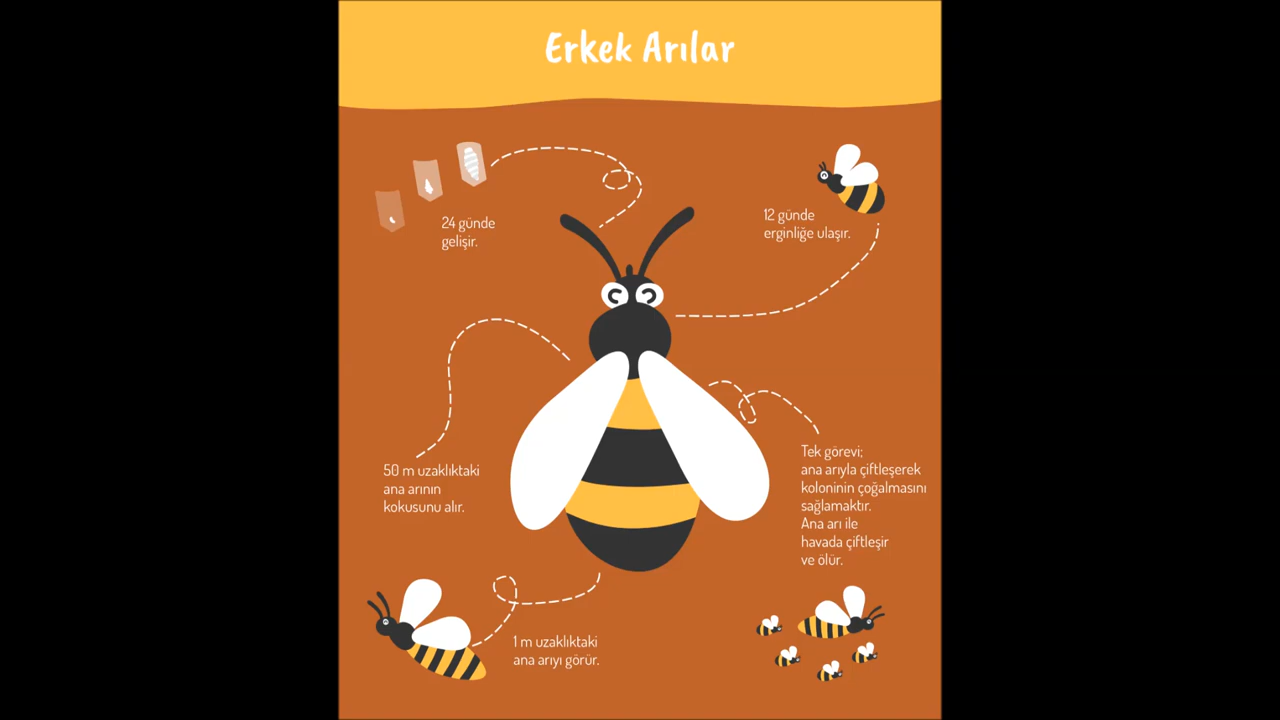 Erkek Arılar
24 günde
gelişir.
12 günde
erginliğe ulaşır.
50 m uzaklıktaki
ana arının
kokusunu alır.
Tek görevi;
ana arıyla çiftleşerek
koloninin çoğalmasını
sağlamaktır.
Ana arı ile
havada çiftleşir
ve ölür.
1 m uzaklıktaki
ana arıyı görür.